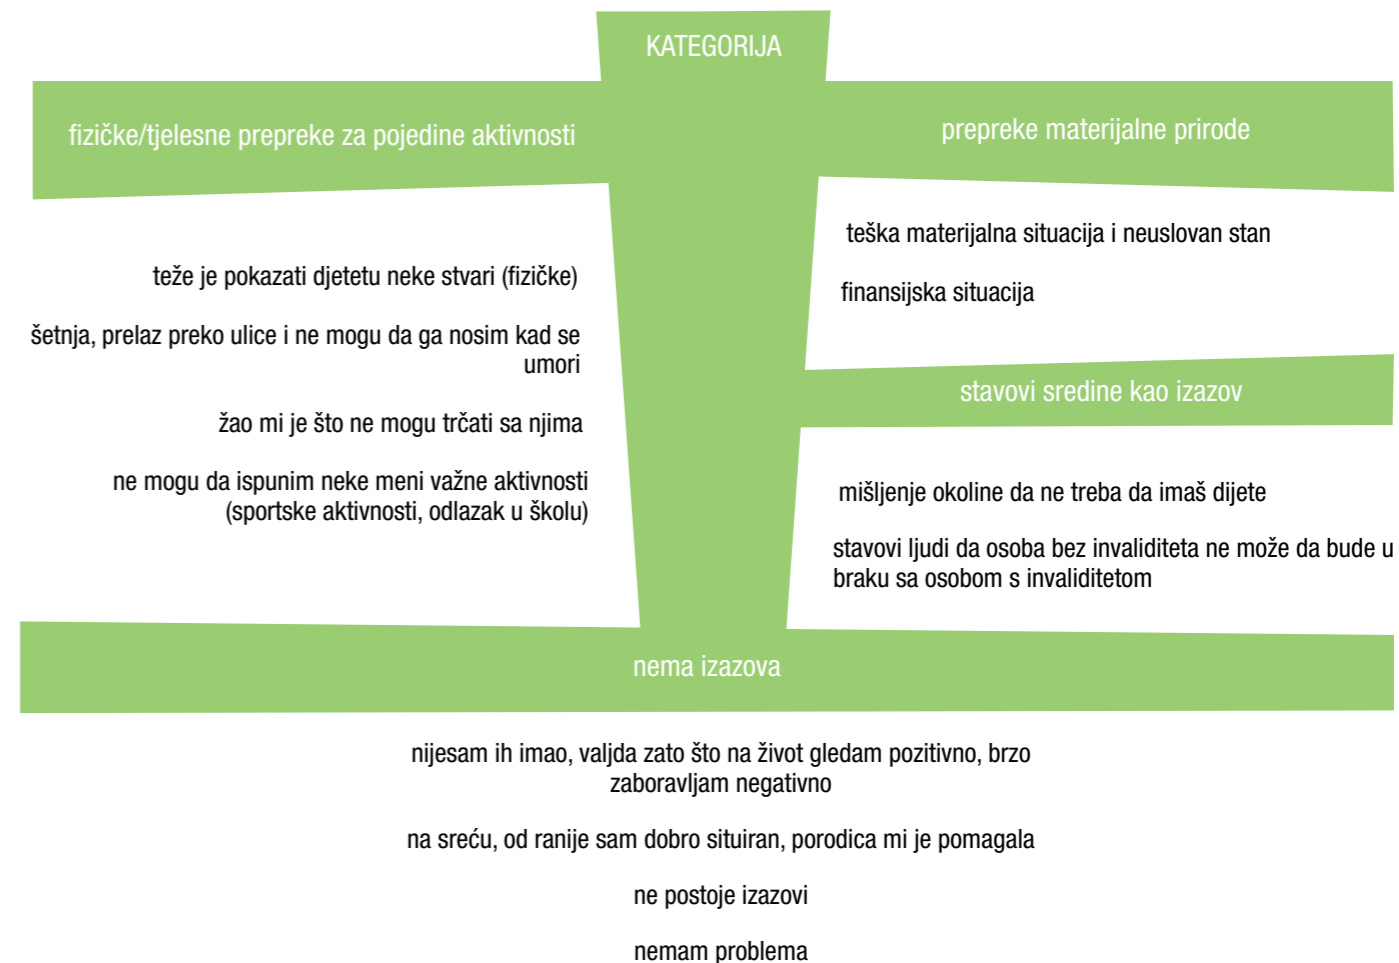 KATEGORIJA
fizičke/tjelesne prepreke za pojedine aktivnosti
teže je pokazati djetetu neke stvari (fizičke)
šetnja, prelaz preko ulice i ne mogu da ga nosim kad se
umori
žao mi je što ne mogu trčati sa njima
ne mogu da ispunim neke meni važne aktivnosti
(sportske aktivnosti, odlazak u školu)
prepreke materijalne prirode
teška materijalna situacija i neuslovan stan
finansijska situacija
stavovi sredine kao izazov
mišljenje okoline da ne treba da imaš dijete
stavovi ljudi da osoba bez invaliditeta ne može da bude u
braku sa osobom s invaliditetom
nema izazova
nijesam ih imao, valjda zato što na život gledam pozitivno, brzo
zaboravljam negativno
na sreću, od ranije sam dobro situiran, porodica mi je pomagala
ne postoje izazovi
nemam problema